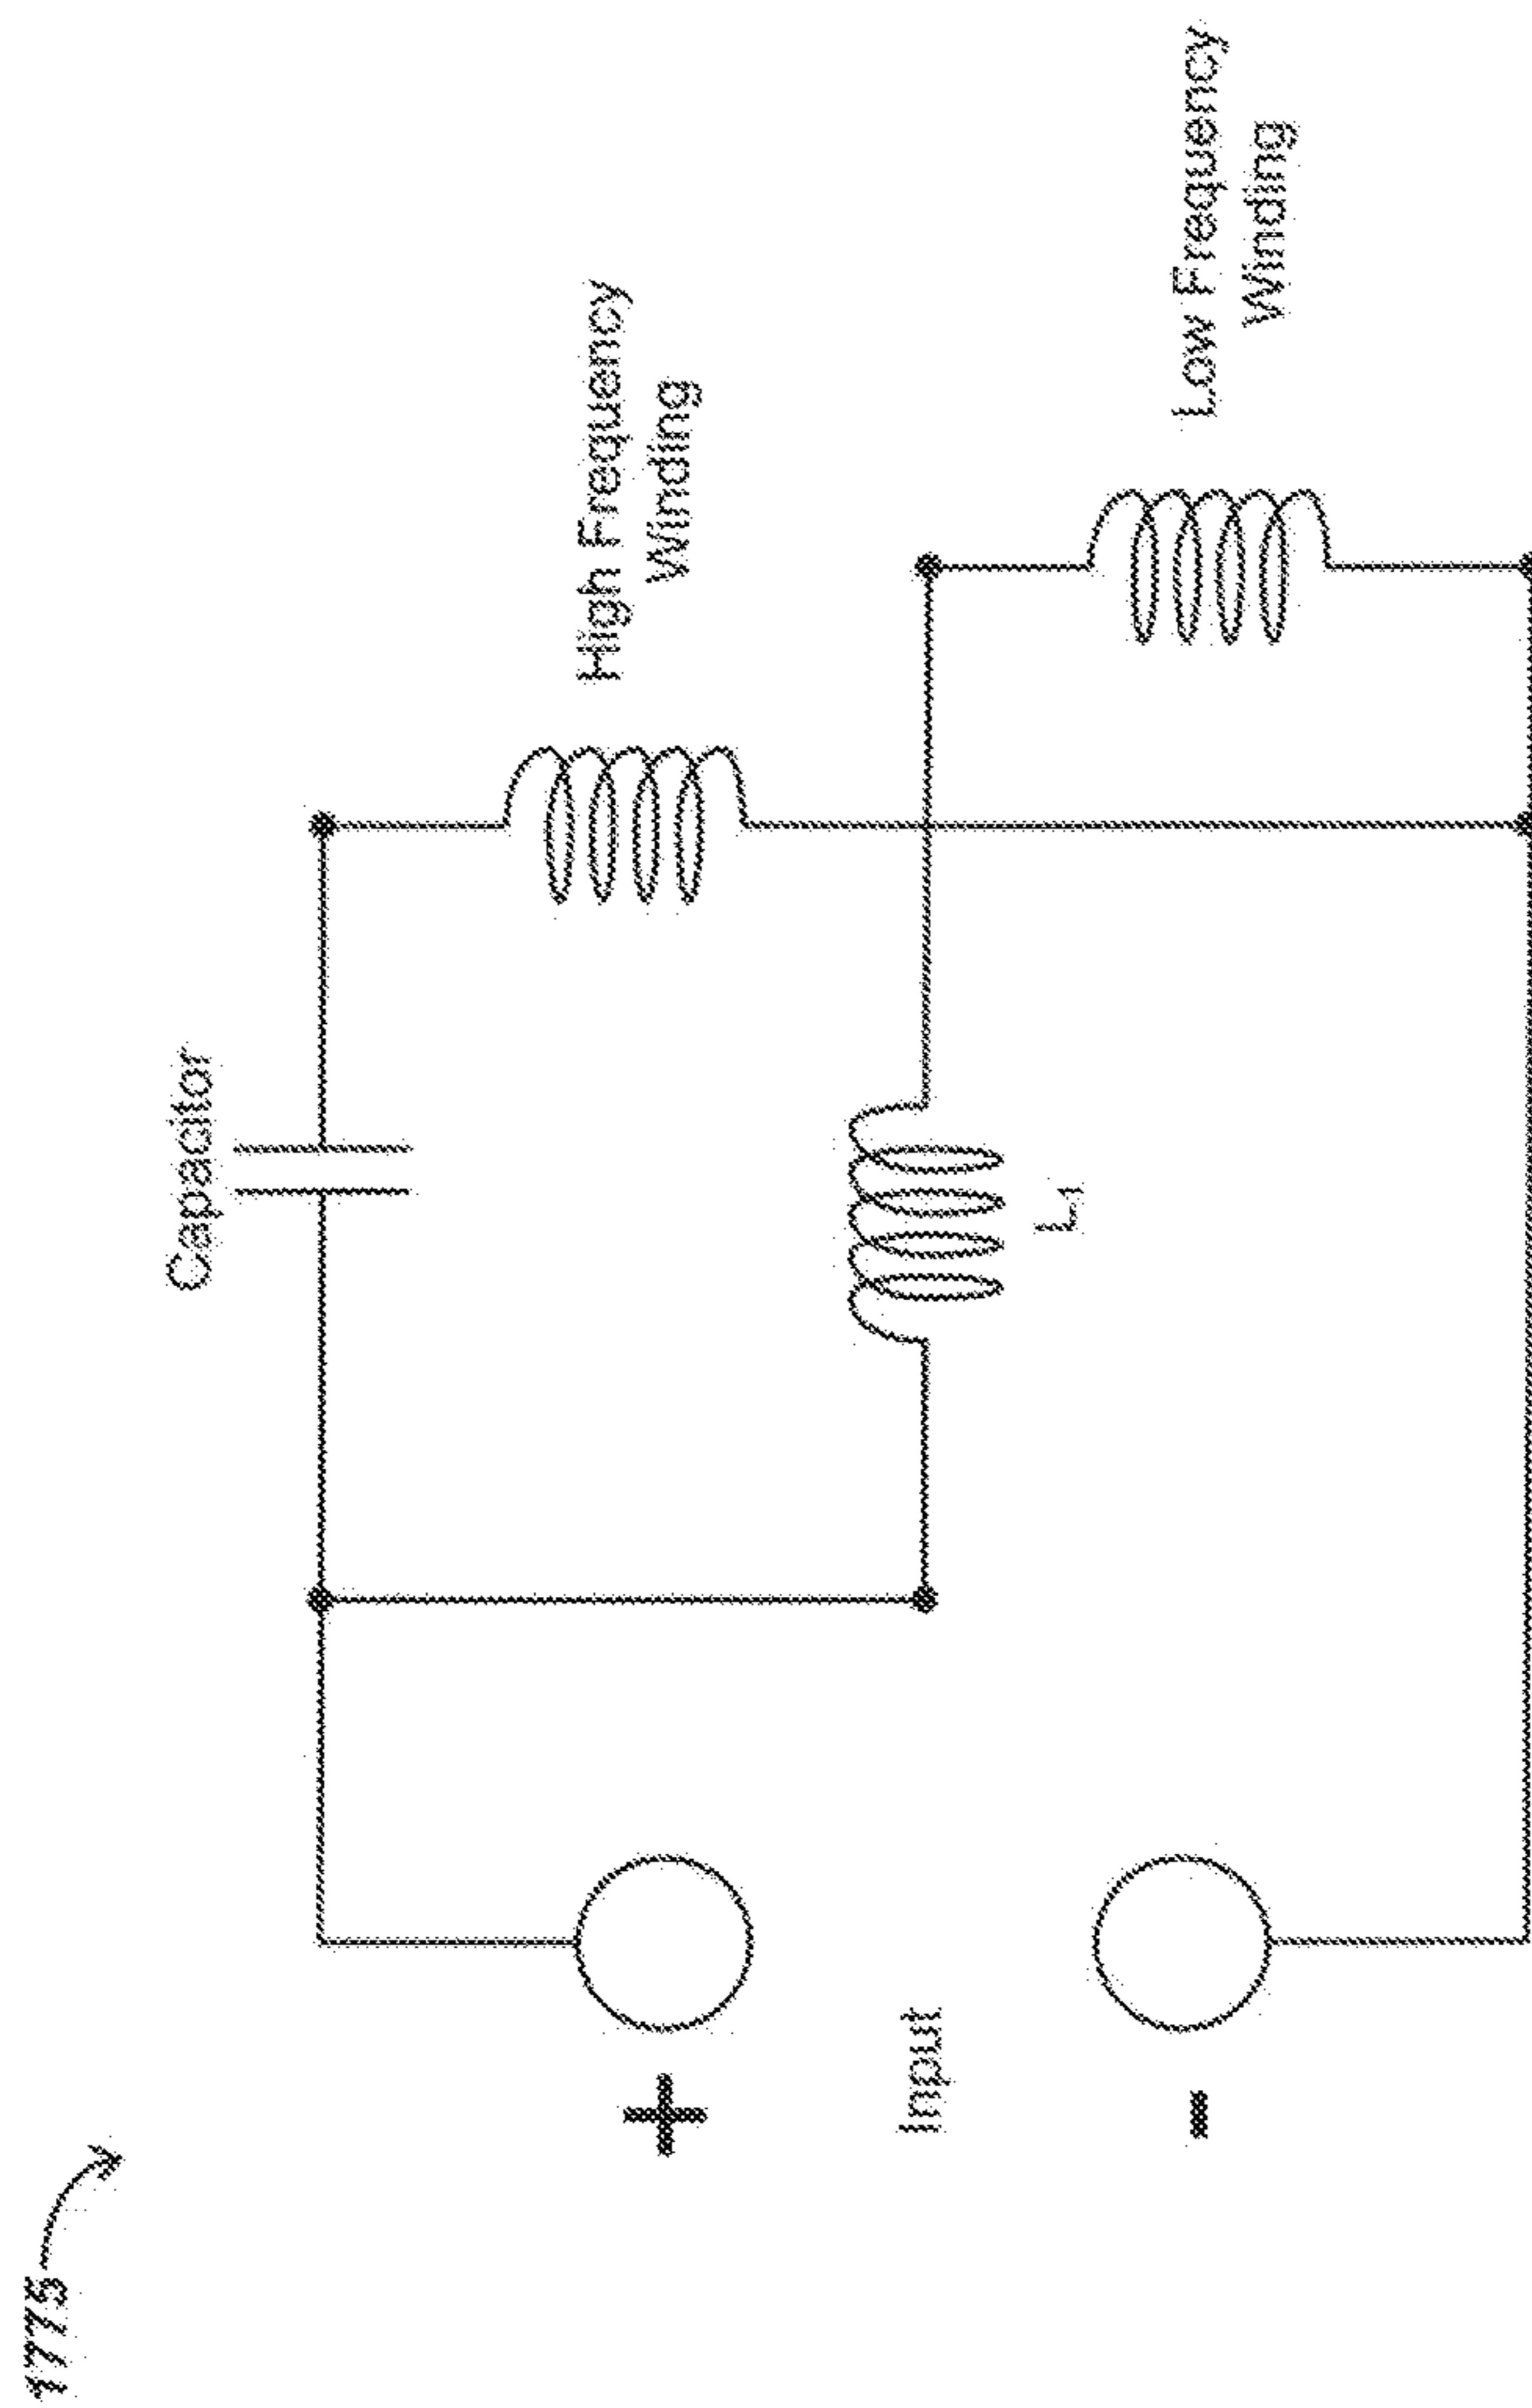 1775
Capacitor
High Frequency
Winding
Low Frequency
Winding
L1
Input
+
-